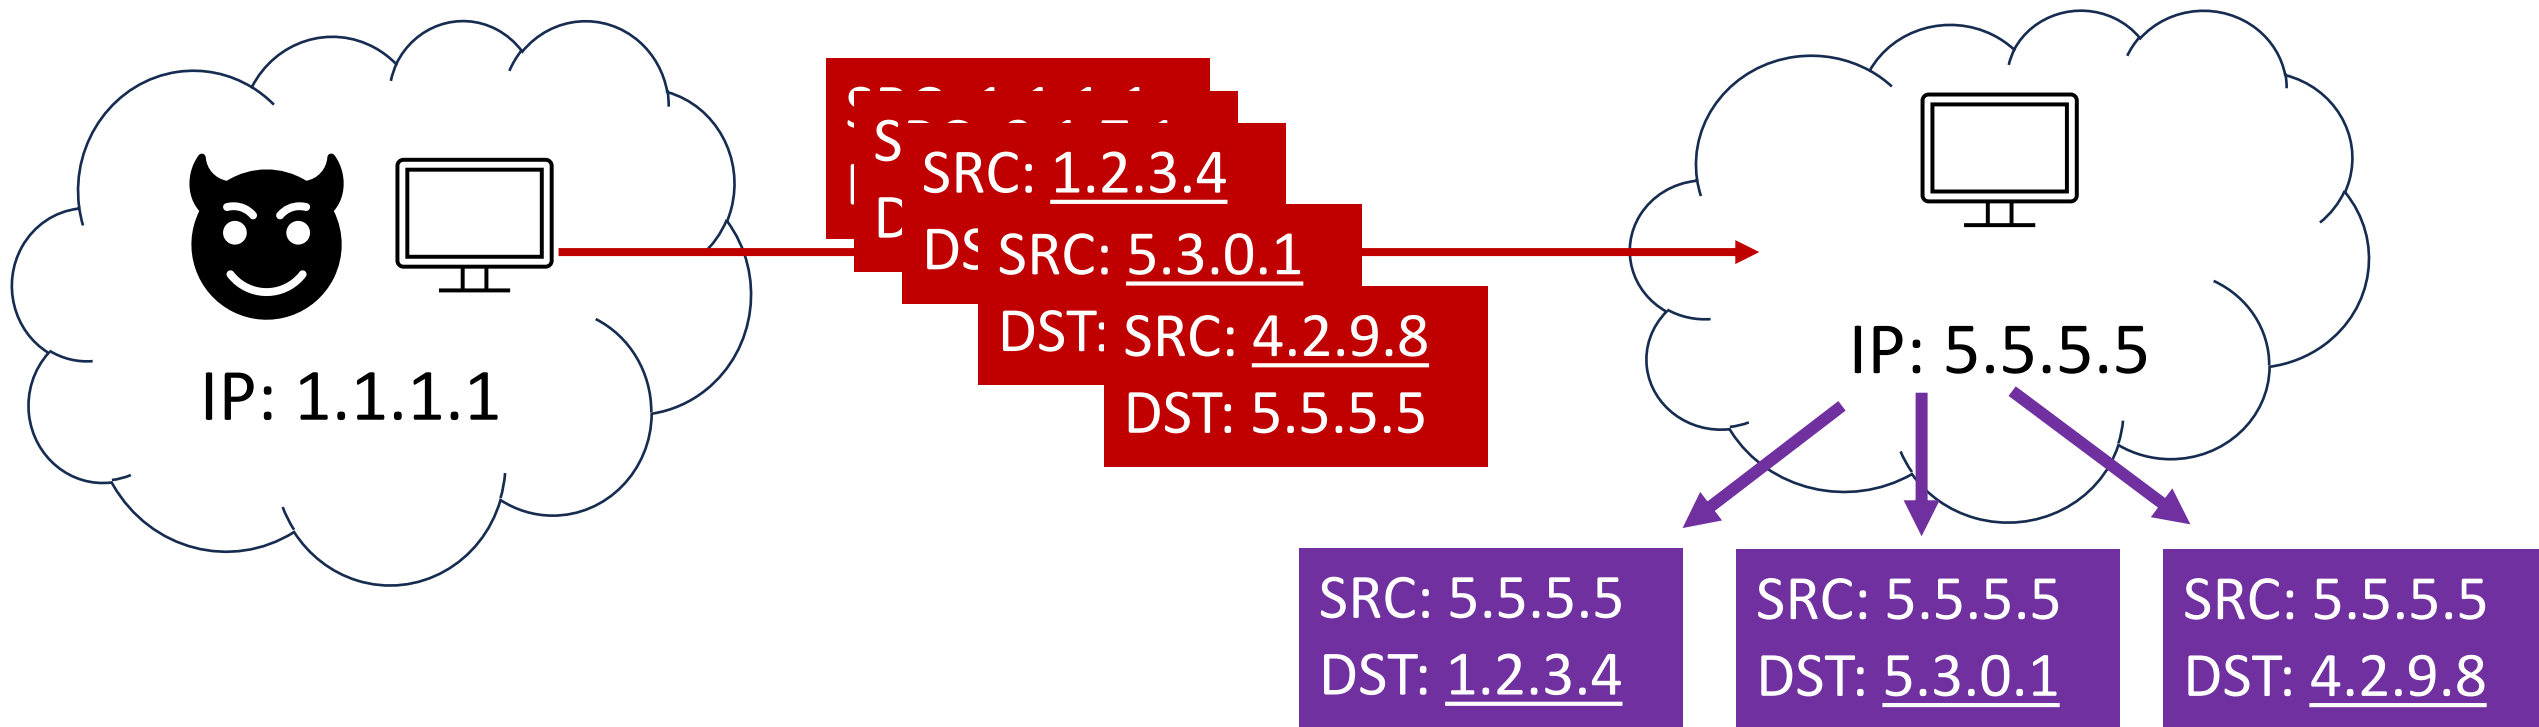 SRC: 1.2.3.4
SRC: 5.3.0.1
DST:
SRC: 4.2.9.8
DST: 5.5.5.5
IP: 1.1.1.1
IP: 5.5.5.5
SRC: 5.5.5.5
DST: 1.2.3.4
SRC: 5.5.5.5
DST: 5.3.0.1
SRC: 5.5.5.5
DST: 4.2.9.8